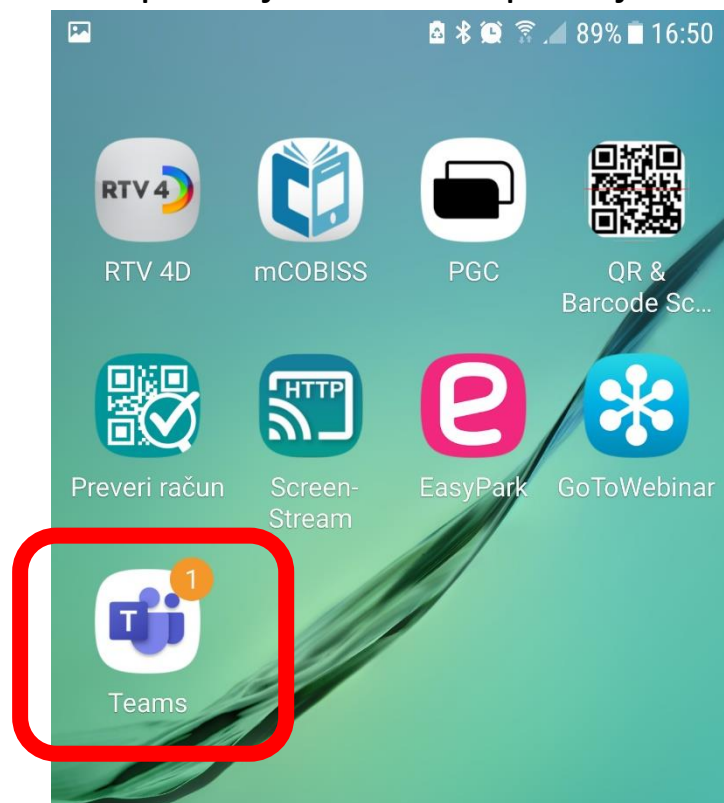 89% 16:50
RTV 4
RTV 4D mCOBISS PGC QR &
Barcode Sc...
HTTP
Preveri račun Screen- EasyPark GoToWebinar
Stream
1
T
Teams